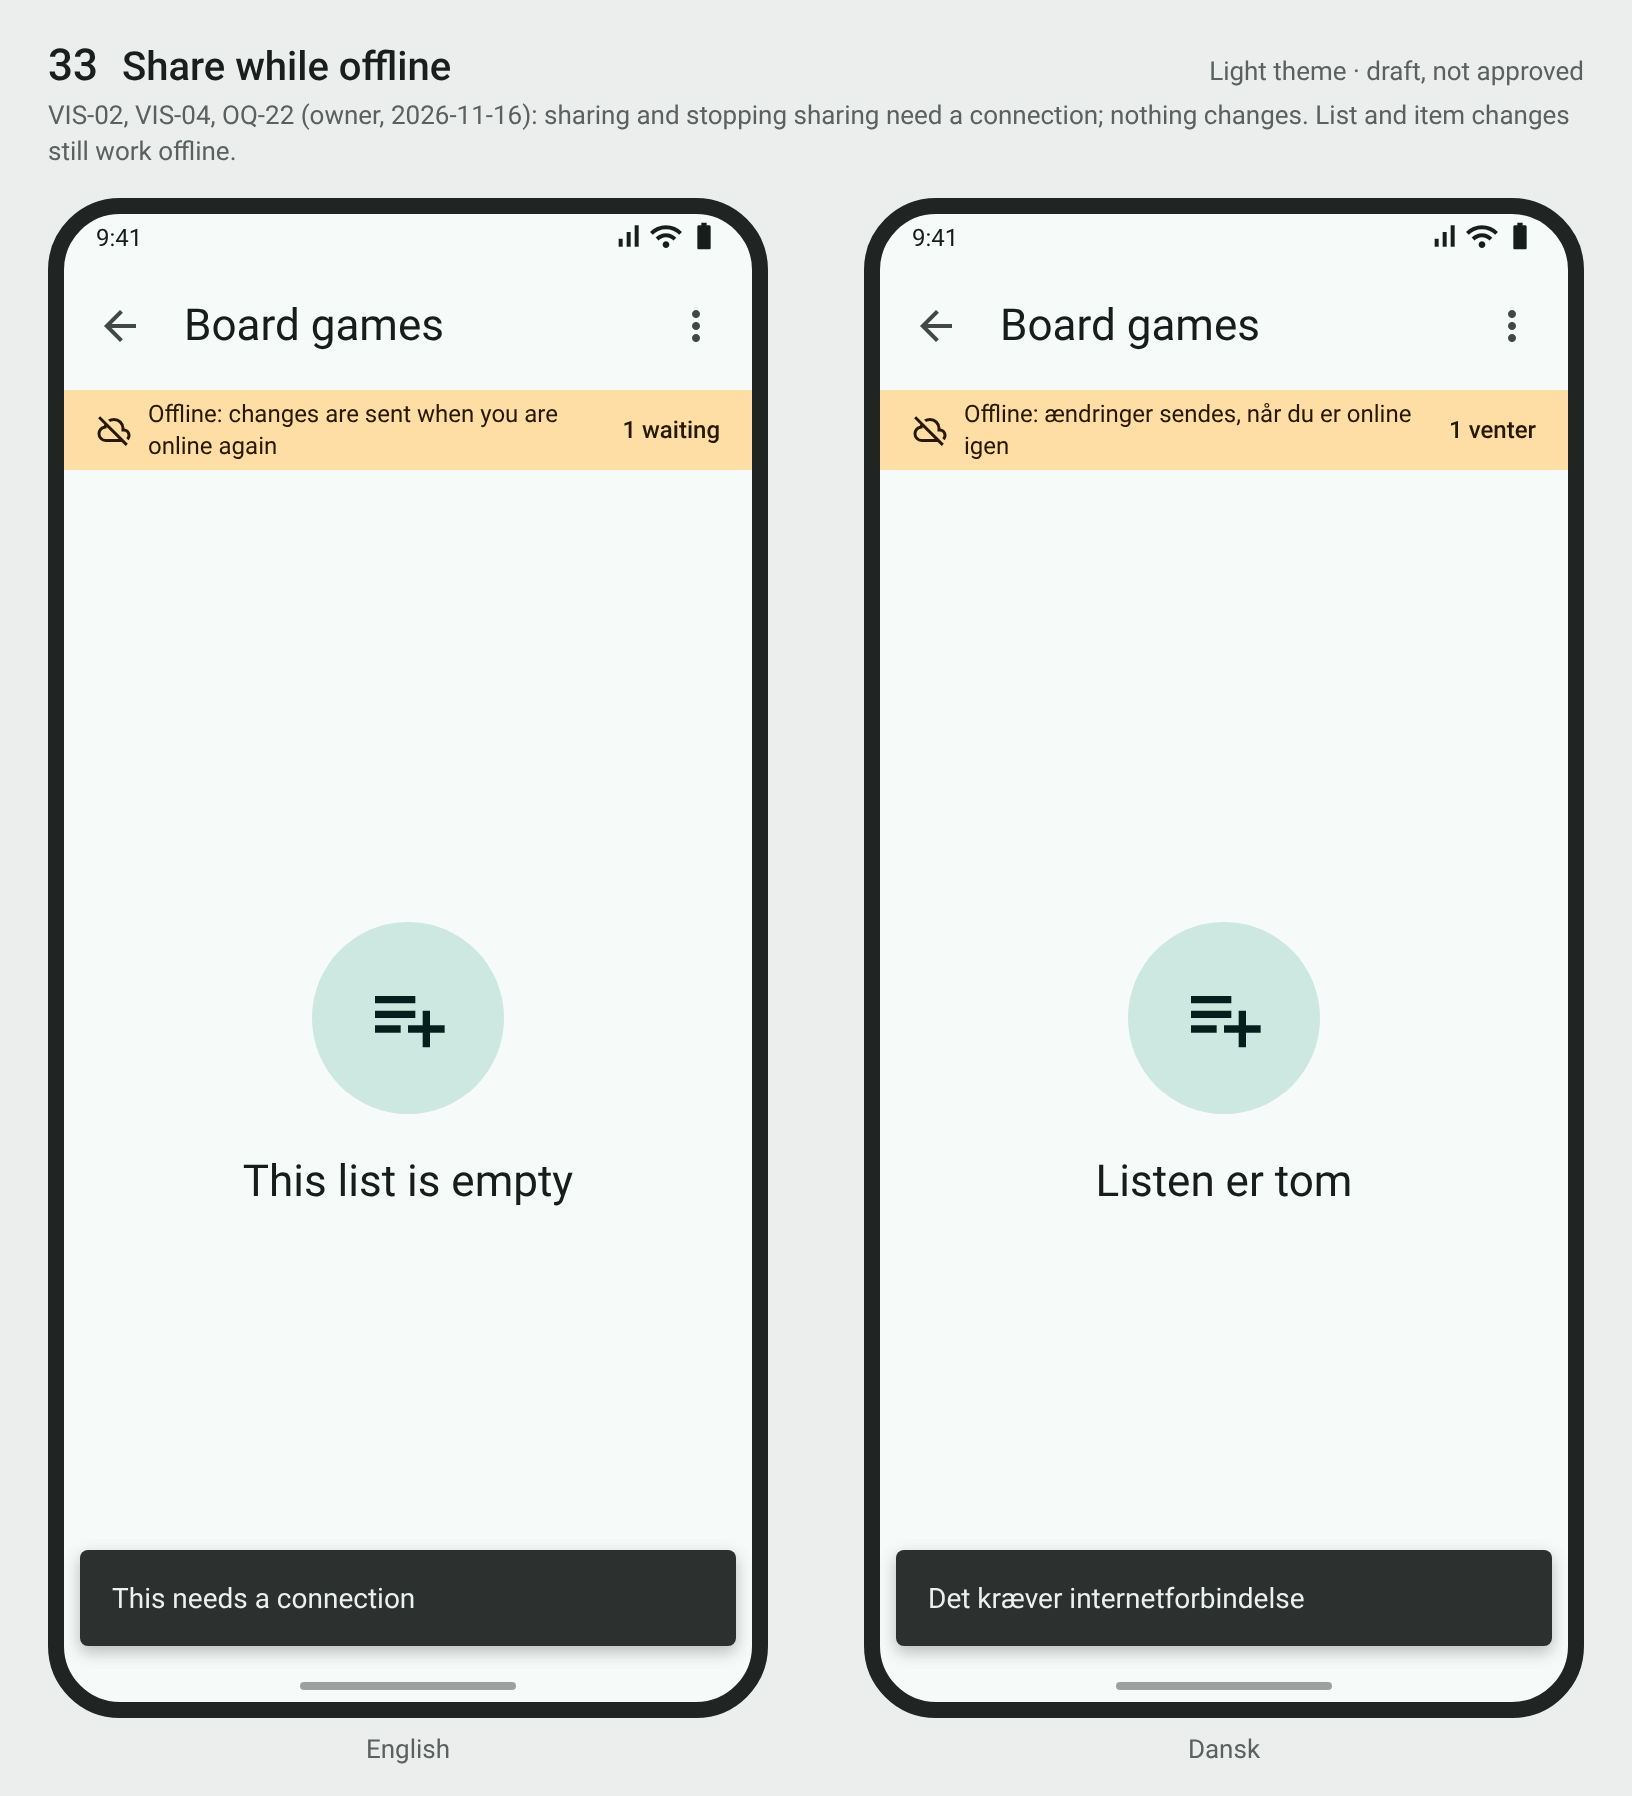 33 Share while offline
Light theme · draft, not approved
VIS-02, VIS-04, OQ-22 (owner, 2026-11-16): sharing and stopping sharing need a connection; nothing changes. List and item changes
still work offline.
9:41
Board games
Offline: changes are sent when you are
online again
1 waiting
This list is empty
This needs a connection
English
9:41
Board games
Offline: ændringer sendes, når du er online
igen
1 venter
Listen er tom
Det kræver internetforbindelse
Dansk